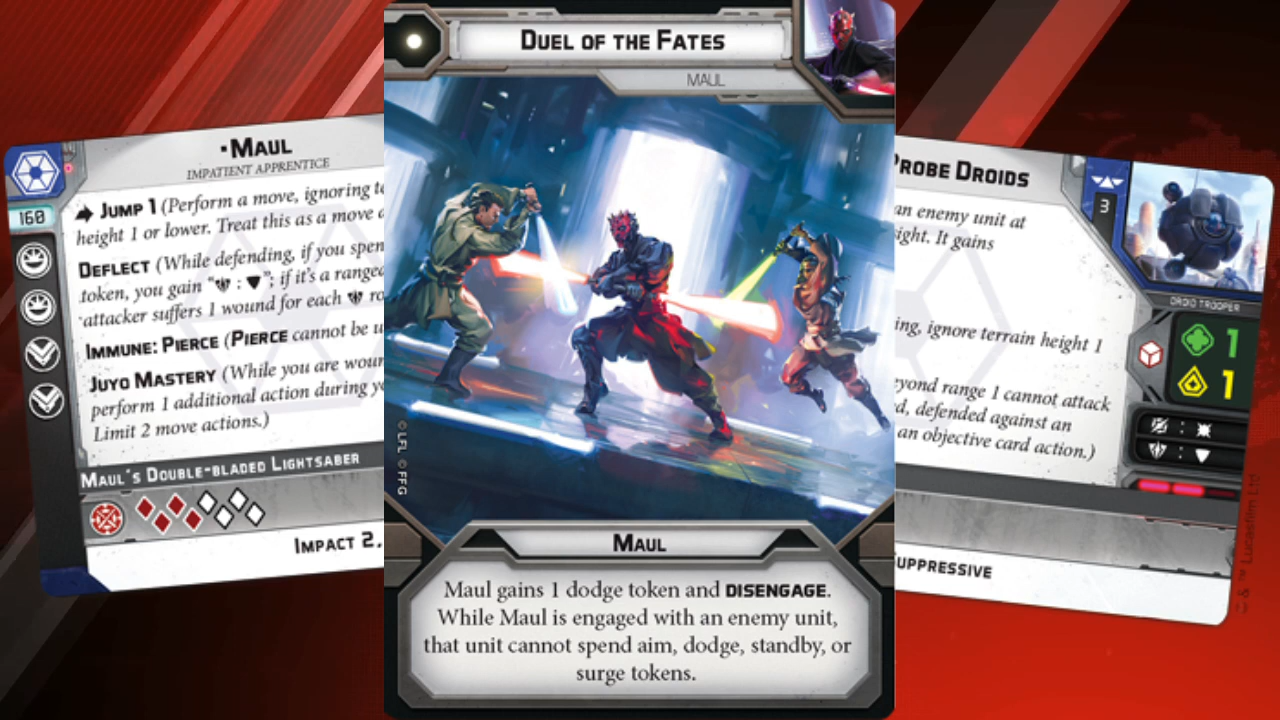 •MAUL
IMPATIENT APPRENTICE
160
JUMP 1 (Perform a move, ignoring
height 1 or lower. Treat this as a move
DEFLECT (While defending, if you spen
token, you gain “ : ”; if it's a ranged
attacker suffers 1 wound for each ro
IMMUNE: PIERCE (PIERCE cannot be u
JUYO MASTERY (While you are woun
perform 1 additional action during y
Limit 2 move actions.)
MAUL'S DOUBLE-BLADED LIGHTSABER
IMPACT 2,
DUEL OF THE FATES
MAUL
©LFL ©FFG
MAUL
Maul gains 1 dodge token and DISENGAGE.
While Maul is engaged with an enemy unit,
that unit cannot spend aim, dodge, standby, or
surge tokens.
PROBE DROIDS
3
an enemy unit at
ight. It gains
DROID TROOPER
1
1
ing, ignore terrain height 1
eyond range 1 cannot attack
d, defended against an
an objective card action.)
UPPRESSIVE
© & ™ Lucasfilm Ltd